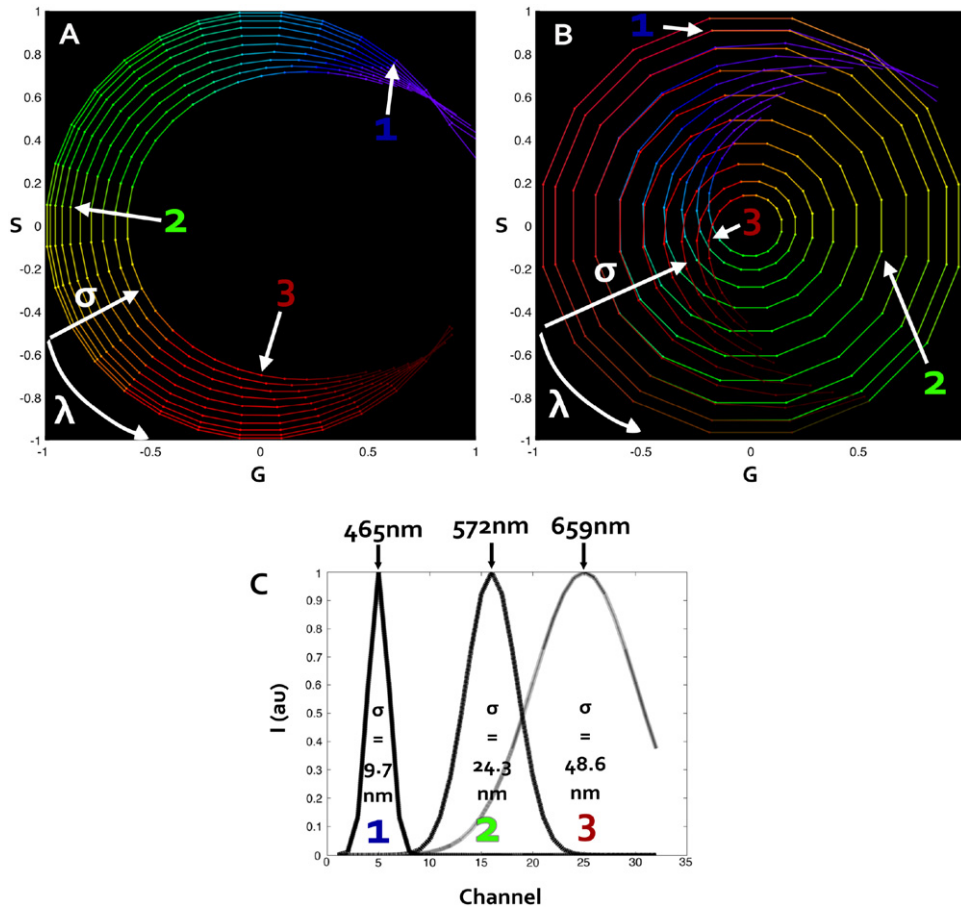 A
1
0.8
0.6
0.4
0.2
0
-0.2
-0.4
-0.6
-0.8
-1
S
1
2
3
σ
λ
-1
-0.5
0
0.5
1
G
B
1
0.8
0.6
0.4
0.2
0
-0.2
-0.4
-0.6
-0.8
-1
S
1
3
σ
2
λ
-1
-0.5
0
0.5
G
465nm
572nm
659nm
C
1
0.9
0.8
0.7
0.6
0.5
0.4
0.3
0.2
0.1
0
I (au)
σ
=
9.7
nm
1
σ
=
24.3
nm
2
σ
=
48.6
nm
3
0
5
10
15
20
25
30
35
Channel